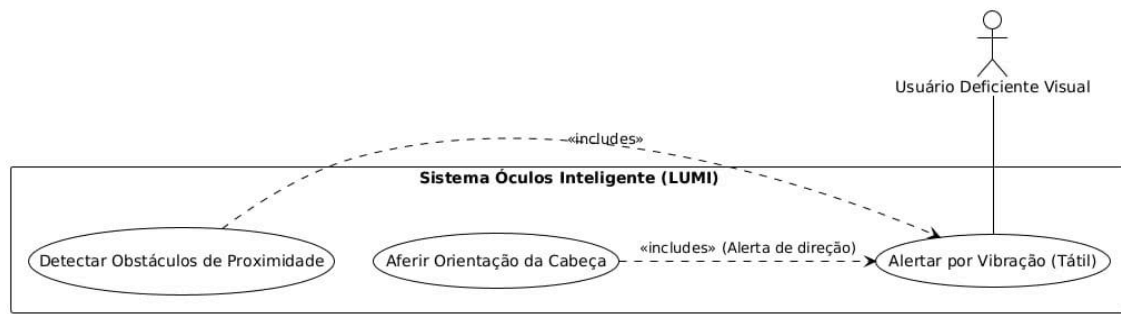 Usuário Deficiente Visual
«includes»
Sistema Óculos Inteligente (LUMI)
«includes» (Alerta de direção)
Detectar Obstáculos de Proximidade
Aferir Orientação da Cabeça
Alertar por Vibração (Tátil)